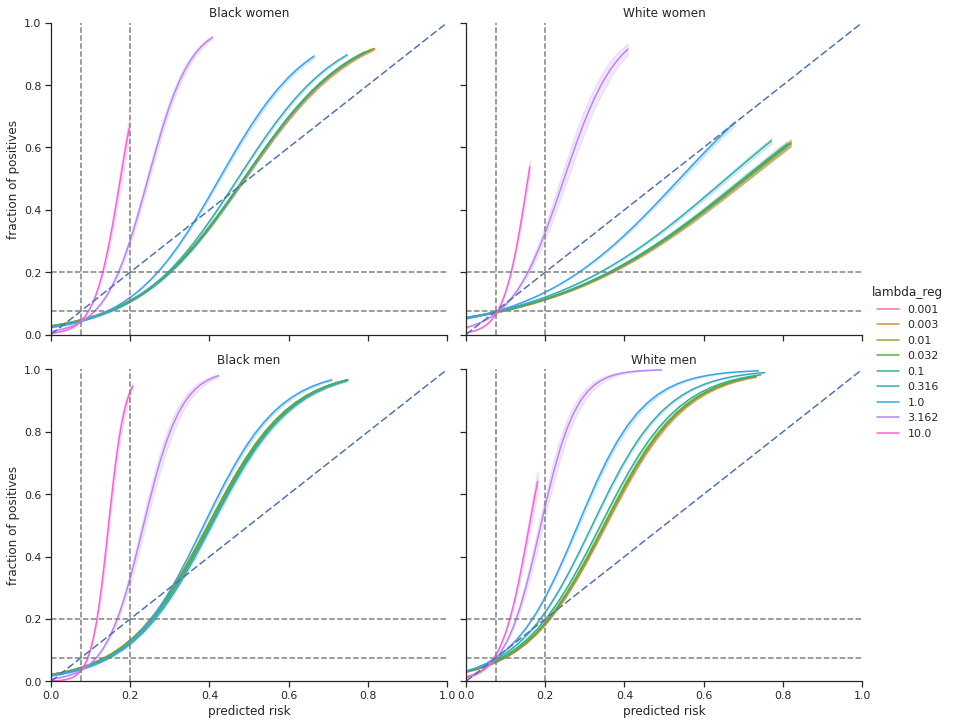 Black women
White women
1.0
0.8
0.6
0.4
0.2
0.0
fraction of positives
lambda_reg
0.001
0.003
0.01
0.032
0.1
0.316
1.0
3.162
10.0
Black men
White men
1.0
0.8
0.6
0.4
0.2
0.0
fraction of positives
0.0 0.2 0.4 0.6 0.8 1.0 0.0 0.2 0.4 0.6 0.8 1.0
predicted risk
predicted risk